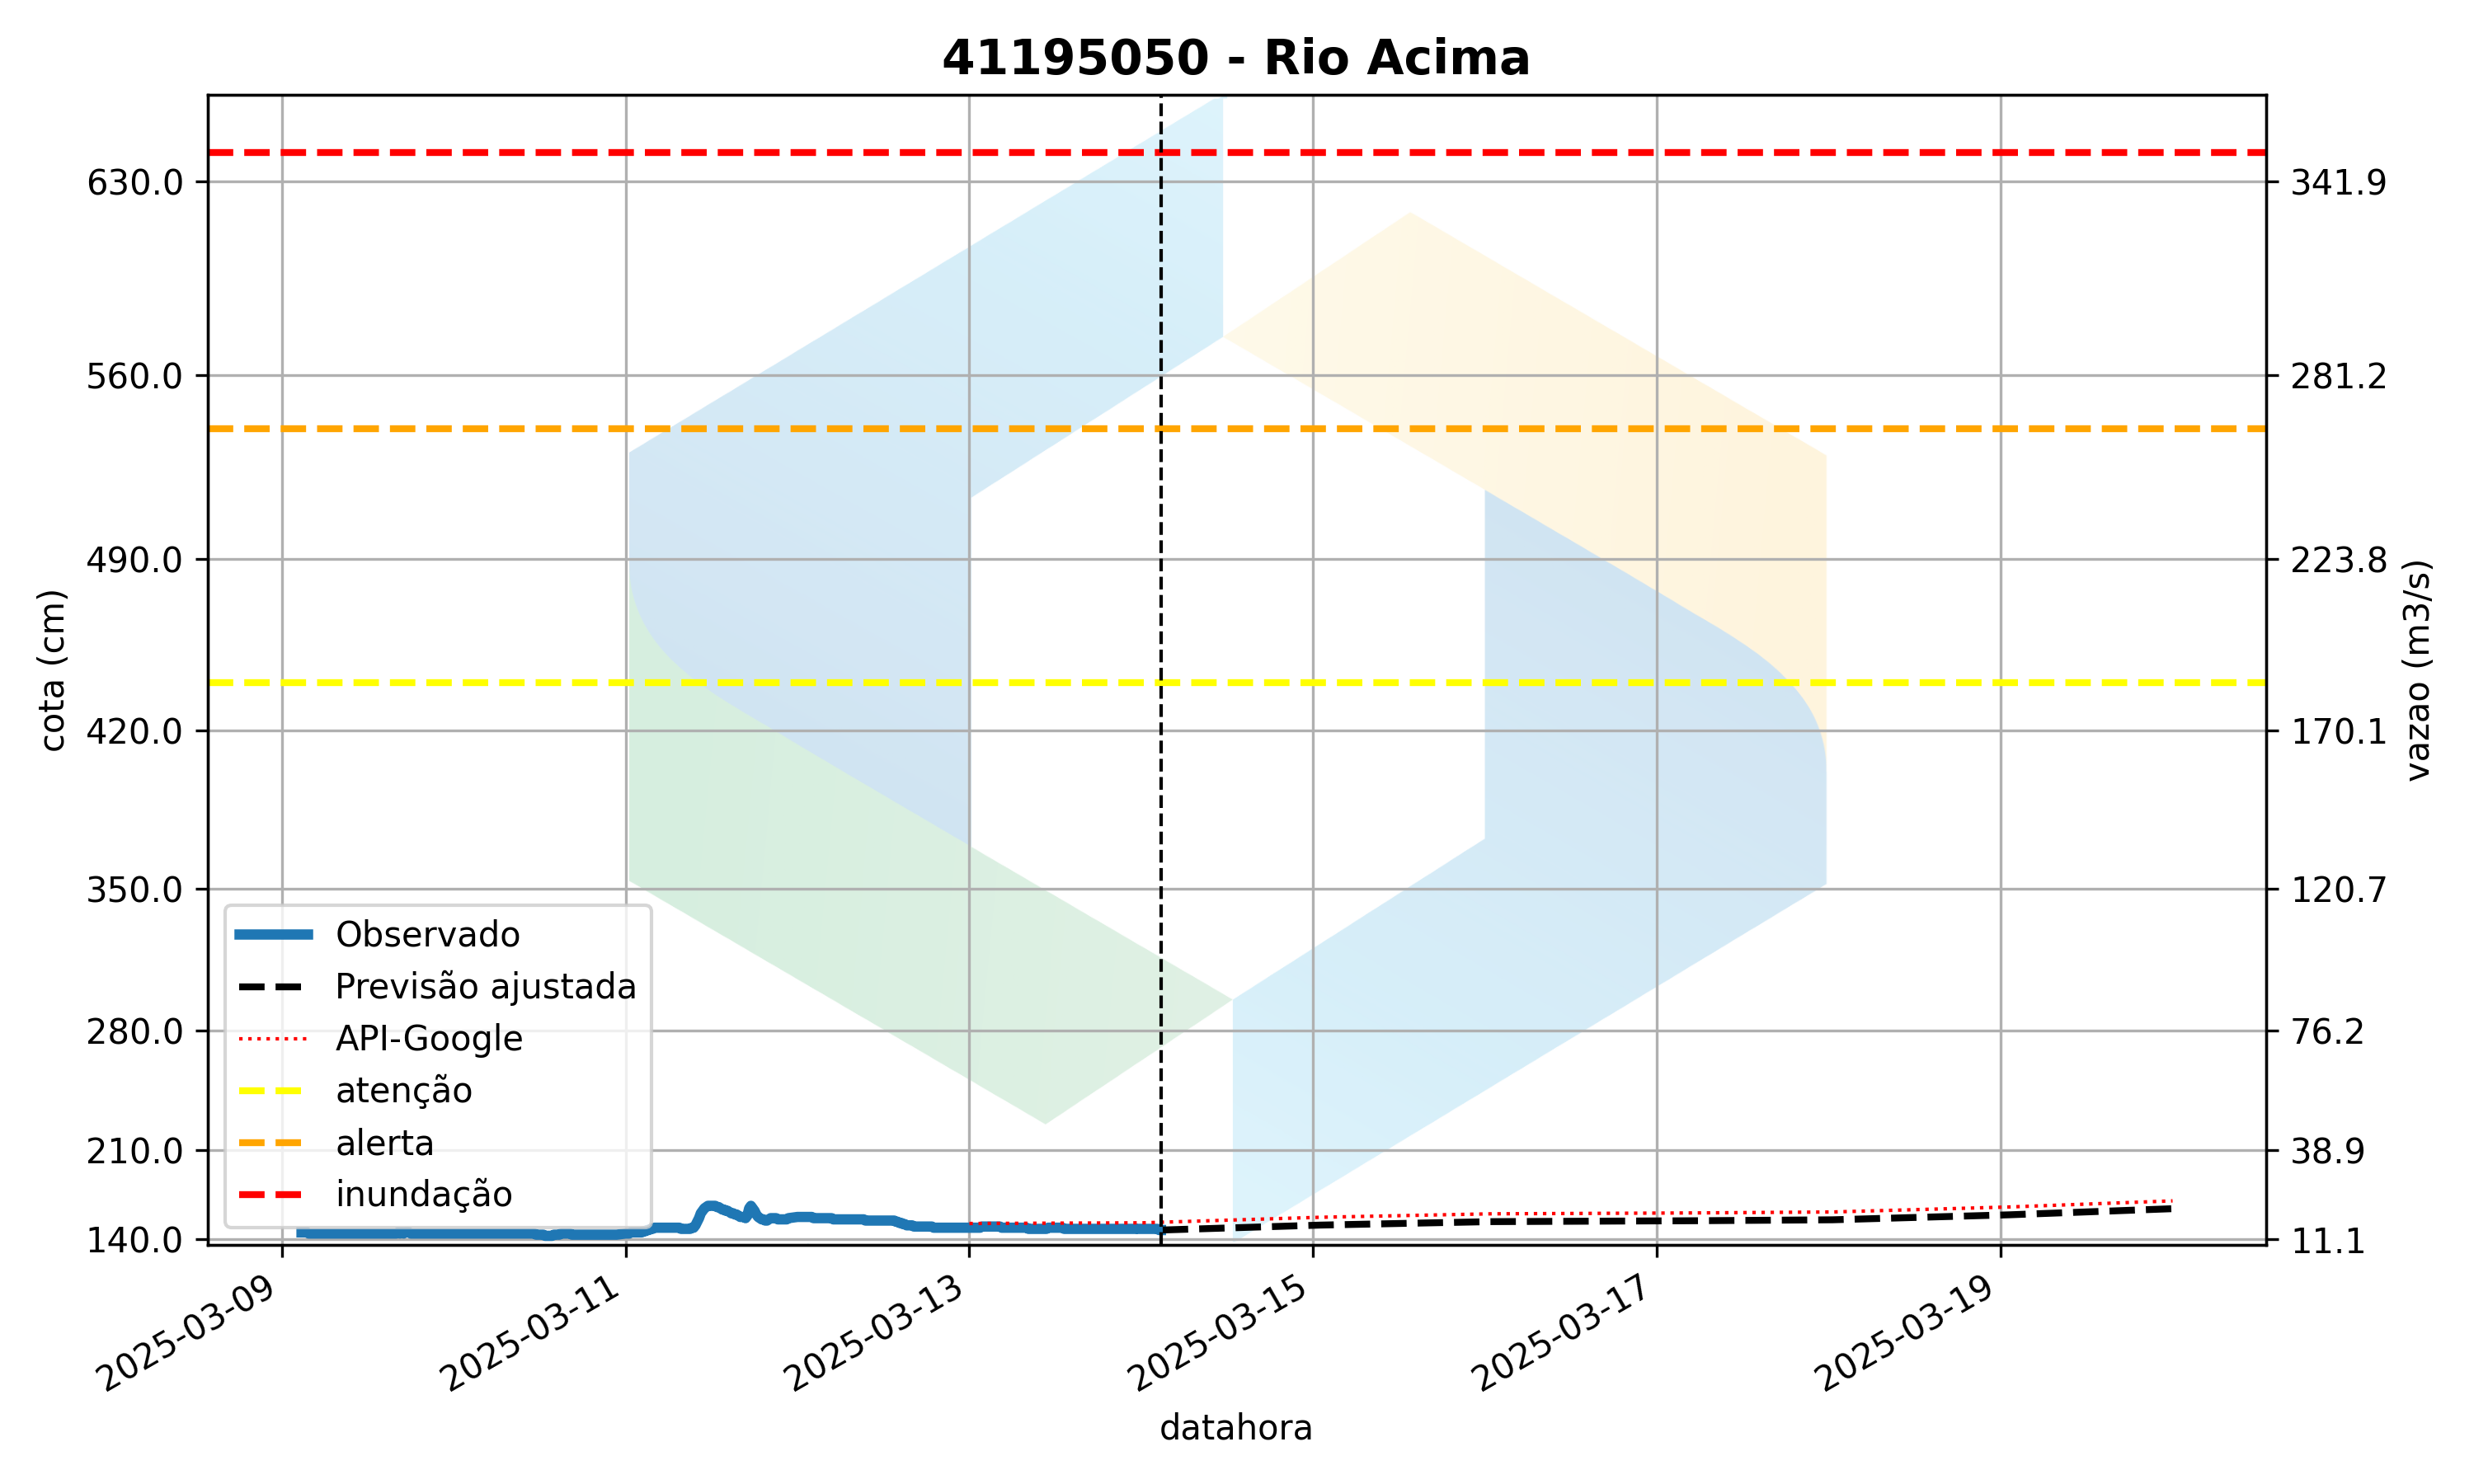 41195050 - Rio Acima
630.0
560.0
490.0
420.0
350.0
280.0
210.0
140.0
cota (cm)
341.9
281.2
223.8
170.1
120.7
76.2
38.9
11.1
vazao (m3/s)
Observado
Previsão ajustada
API-Google
atenção
alerta
inundação
2025-03-09
2025-03-11
2025-03-13
2025-03-15
2025-03-17
2025-03-19
datahora